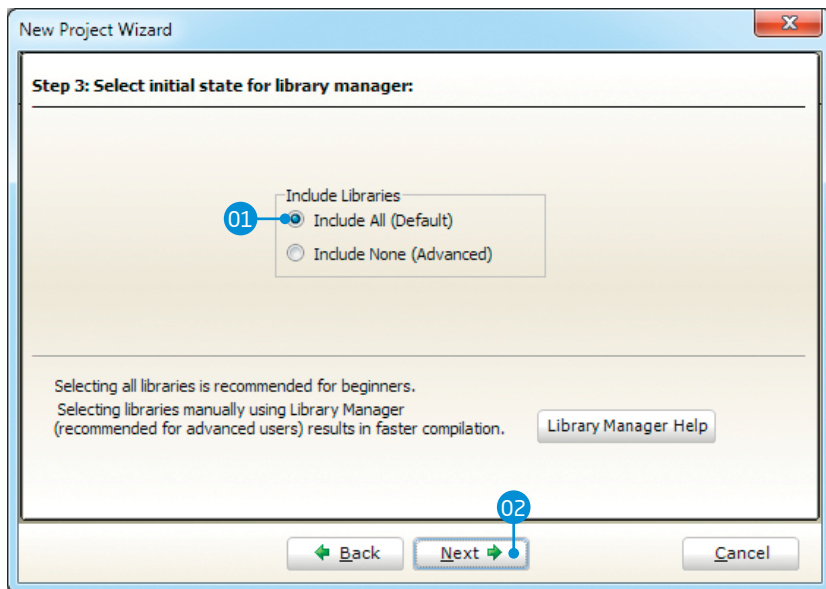 New Project Wizard
Step 3: Select initial state for library manager:
Include Libraries
01
Include All (Default)
Include None (Advanced)
Selecting all libraries is recommended for beginners.
Selecting libraries manually using Library Manager
(recommended for advanced users) results in faster compilation.
Library Manager Help
02
Back
Next
Cancel